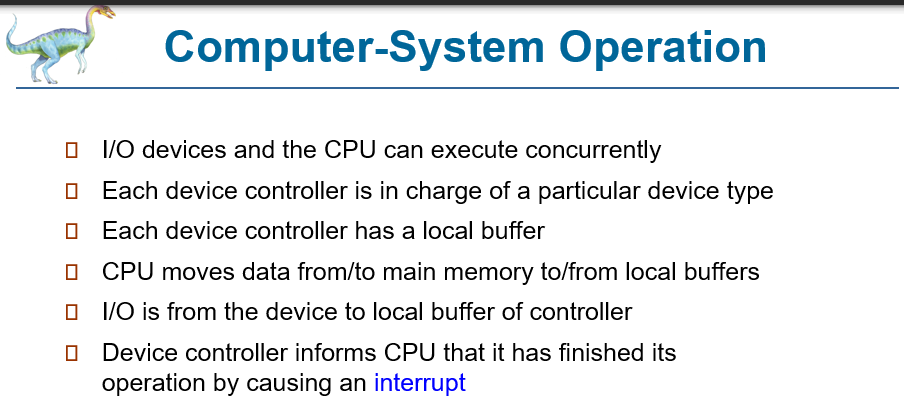 Computer-System Operation
I/O devices and the CPU can execute concurrently
Each device controller is in charge of a particular device type
Each device controller has a local buffer
CPU moves data from/to main memory to/from local buffers
I/O is from the device to local buffer of controller
Device controller informs CPU that it has finished its
operation by causing an interrupt